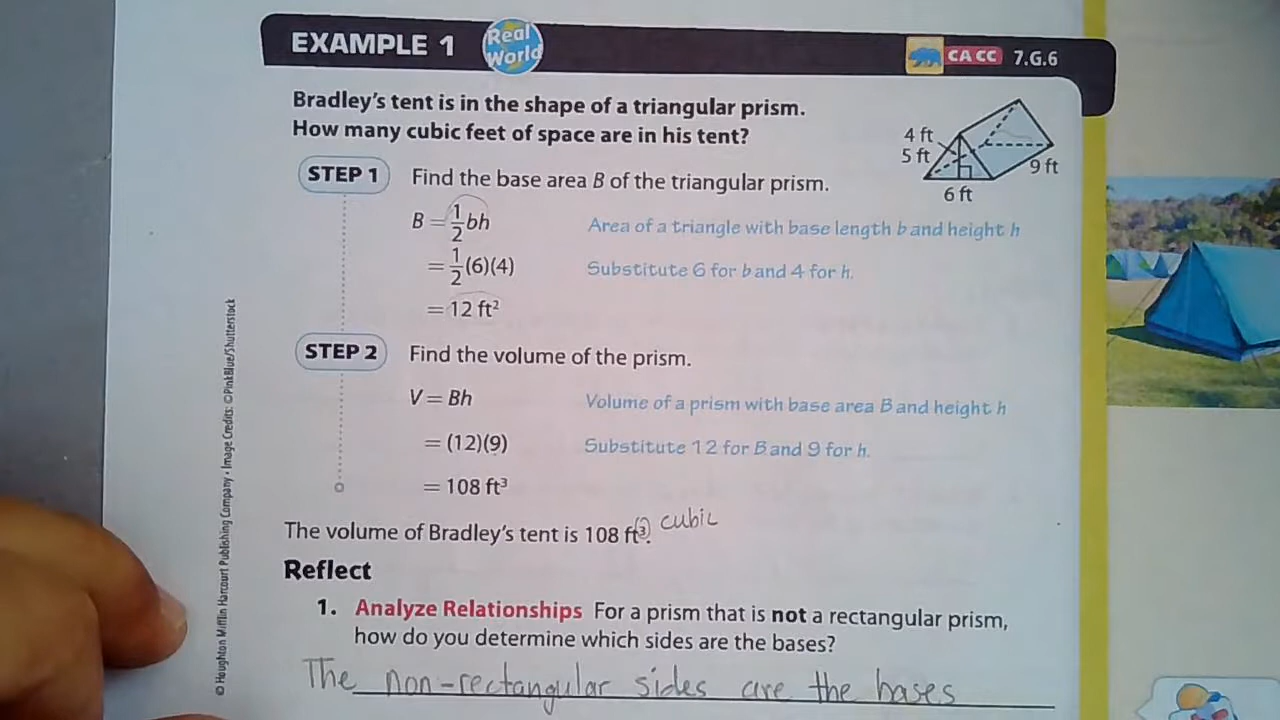 EXAMPLE 1 Real World CA CC 7.G.6
Bradley's tent is in the shape of a triangular prism.
How many cubic feet of space are in his tent?
4 ft
5 ft
9 ft
6 ft
STEP 1 Find the base area B of the triangular prism.
B = 1/2 bh Area of a triangle with base length b and height h
= 1/2 (6)(4) Substitute 6 for b and 4 for h.
= 12 ft²
STEP 2 Find the volume of the prism.
V = Bh Volume of a prism with base area B and height h
= (12)(9) Substitute 12 for B and 9 for h.
= 108 ft³
The volume of Bradley's tent is 108 ft³. cubic
Reflect
1. Analyze Relationships For a prism that is not a rectangular prism,
how do you determine which sides are the bases?
The non-rectangular sides are the bases
© Houghton Mifflin Harcourt Publishing Company • Image Credits: ©PinkBlue/Shutterstock